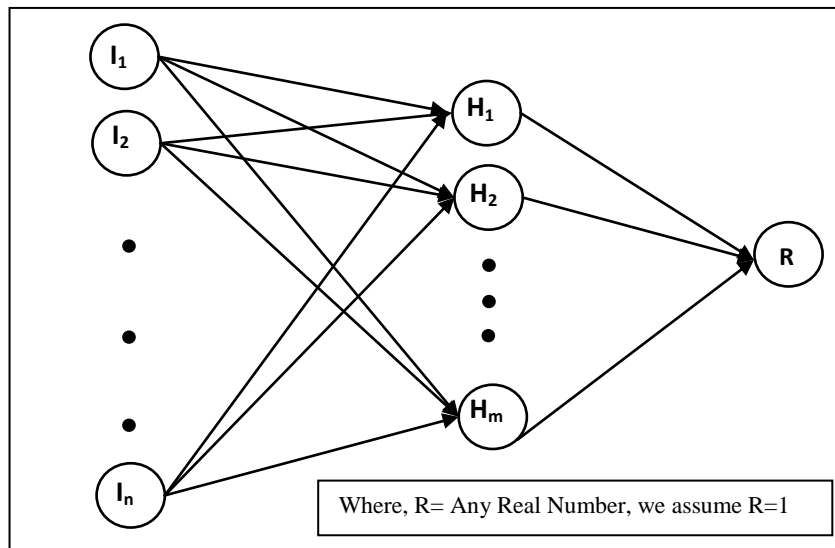 I₁
I₂
Iₙ
H₁
H₂
Hₘ
R
Where, R= Any Real Number, we assume R=1